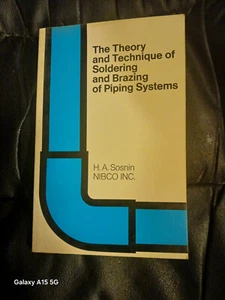 The Theory
and Technique of
Soldering
and Brazing
of Piping Systems
H. A. Sosnin
NIBCO INC.
Galaxy A15 5G